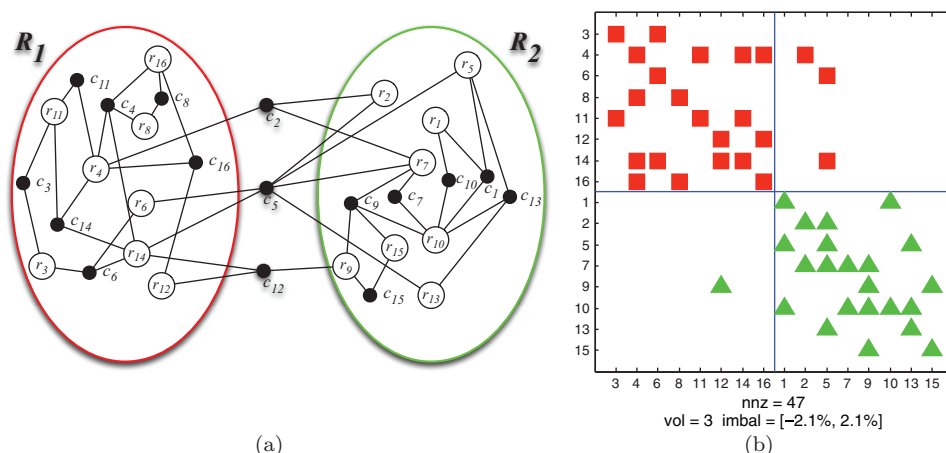 R1
R2
r16
c11
c4
c8
r11
r8
r4
c16
c3
c14
r6
r14
r3
c6
r12
c2
c5
c12
r2
r5
r1
r7
c10
c1
c13
c9
c7
r10
r15
r9
c15
r13
(a)
3
4
6
8
11
12
14
16
1
2
5
7
9
10
13
15
3 4 6 8 11 12 14 16 1 2 5 7 9 10 13 15
nnz = 47
vol = 3 imbal = [−2.1%, 2.1%]
(b)